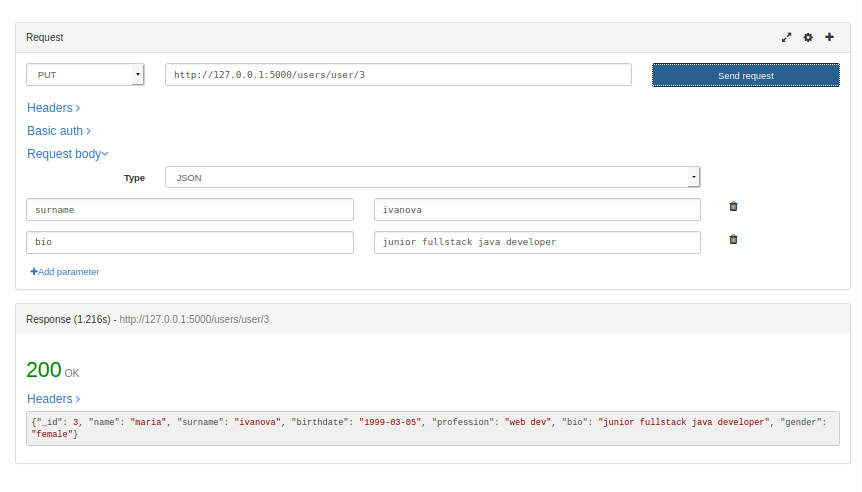 Request
PUT http://127.0.0.1:5000/users/user/3 Send request
Headers
Basic auth
Request body
Type JSON
surname ivanova
bio junior fullstack java developer
Add parameter
Response (1.216s) - http://127.0.0.1:5000/users/user/3
200 OK
Headers
{"_id": 3, "name": "maria", "surname": "ivanova", "birthdate": "1999-03-05", "profession": "web dev", "bio": "junior fullstack java developer", "gender":
"female"}